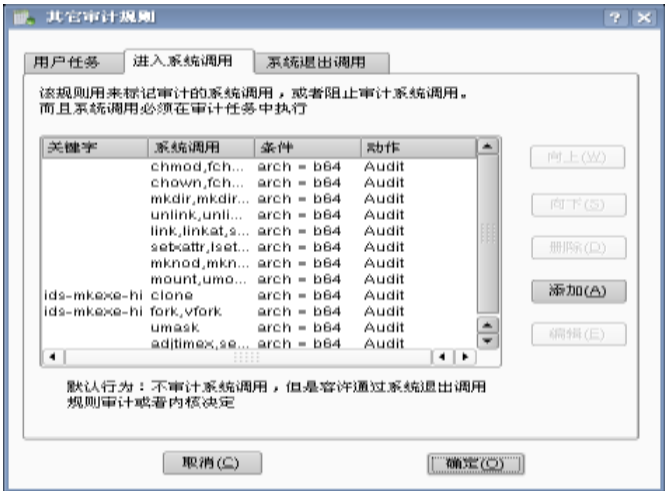 其它审计规则
用户任务 进入系统调用 系统退出调用
该规则用来标记审计的系统调用，或者阻止审计系统调用。
而且系统调用必须在审计任务中执行
关键字 系统调用 条件 动作
chmod,fch... arch = b64 Audit
chown,fch... arch = b64 Audit
mkdir,mkdir... arch = b64 Audit
unlink,unli... arch = b64 Audit
link,linkat,s... arch = b64 Audit
setxattr,lset... arch = b64 Audit
mknod,mkn... arch = b64 Audit
mount,umo... arch = b64 Audit
ids-mkexe-hi clone arch = b64 Audit
ids-mkexe-hi fork,vfork arch = b64 Audit
umask arch = b64 Audit
adjtimex,se... arch = b64 Audit
向上(W)
向下(S)
删除(D)
添加(A)
编辑(E)
默认行为：不审计系统调用，但是容许通过系统退出调用
规则审计或者内核决定
取消(C) 确定(O)